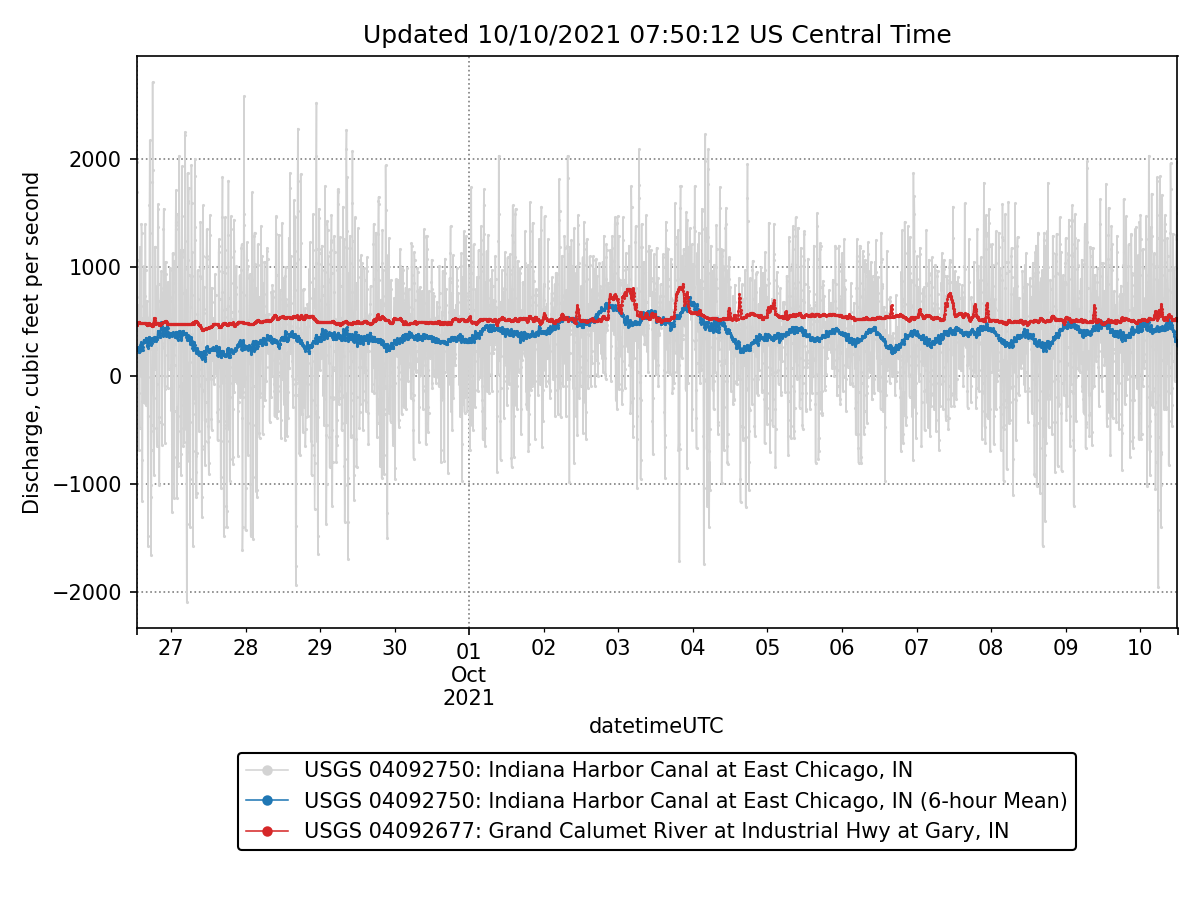 Updated 10/10/2021 07:50:12 US Central Time
Discharge, cubic feet per second
2000
1000
0
−1000
−2000
27 28 29 30 01 02 03 04 05 06 07 08 09 10
Oct
2021
datetimeUTC
USGS 04092750: Indiana Harbor Canal at East Chicago, IN
USGS 04092750: Indiana Harbor Canal at East Chicago, IN (6-hour Mean)
USGS 04092677: Grand Calumet River at Industrial Hwy at Gary, IN